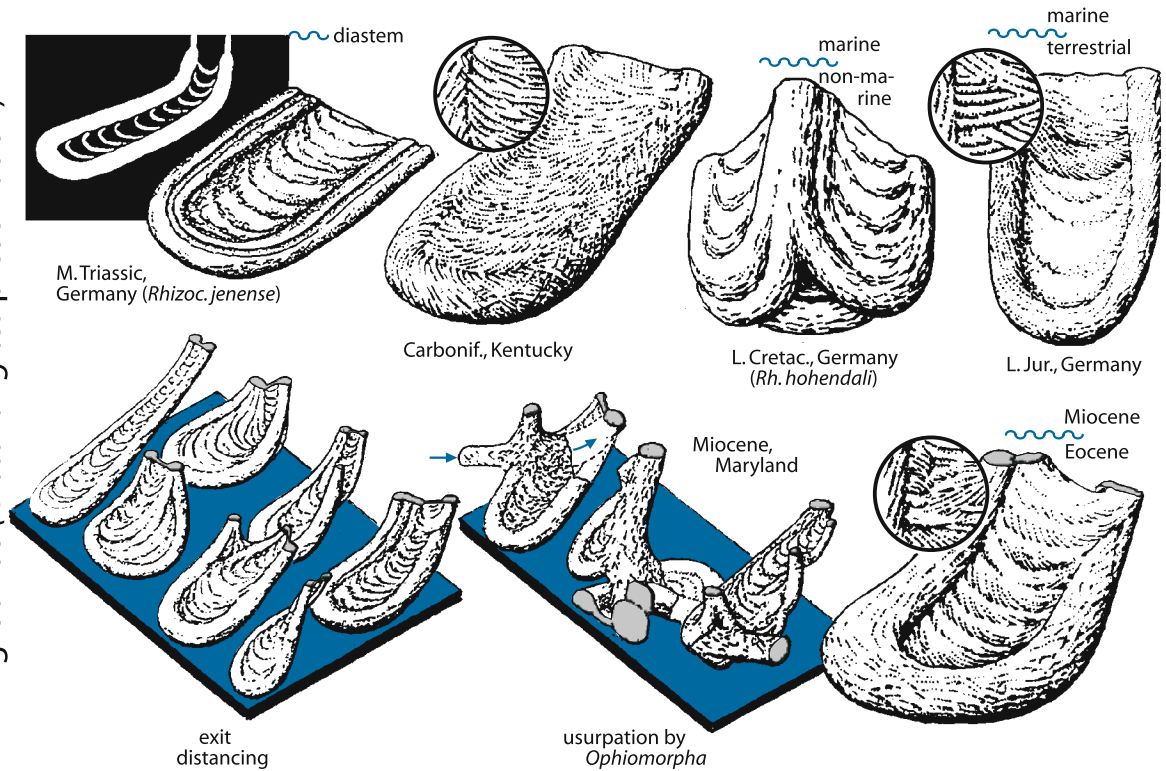 diastem
marine
non-ma-
rine
marine
terrestrial
M. Triassic,
Germany (Rhizoc. jenense)
Carbonif., Kentucky
L. Cretac., Germany
(Rh. hohendali)
L. Jur., Germany
Miocene,
Maryland
Miocene
Eocene
exit
distancing
usurpation by
Ophiomorpha